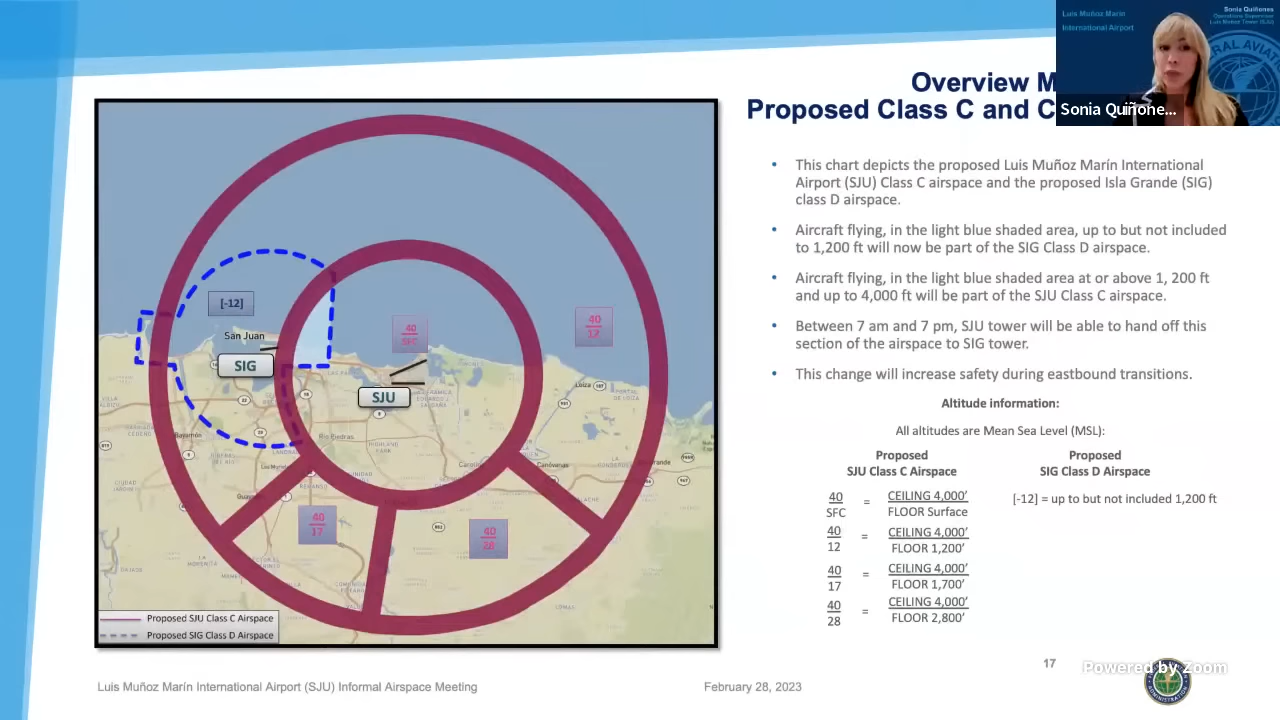 Luis Muñoz Marín
International Airport
Sonia Quiñones
Operations Supervisor
Luis Muñoz Tower (SJU)
Sonia Quiñone...
Overview M
Proposed Class C and C
• This chart depicts the proposed Luis Muñoz Marín International
Airport (SJU) Class C airspace and the proposed Isla Grande (SIG)
class D airspace.
• Aircraft flying, in the light blue shaded area, up to but not included
to 1,200 ft will now be part of the SIG Class D airspace.
• Aircraft flying, in the light blue shaded area at or above 1, 200 ft
and up to 4,000 ft will be part of the SJU Class C airspace.
• Between 7 am and 7 pm, SJU tower will be able to hand off this
section of the airspace to SIG tower.
• This change will increase safety during eastbound transitions.
Altitude information:
All altitudes are Mean Sea Level (MSL):
Proposed
SJU Class C Airspace
40
SFC
=
CEILING 4,000'
FLOOR Surface
40
12
=
CEILING 4,000'
FLOOR 1,200'
40
17
=
CEILING 4,000'
FLOOR 1,700'
40
28
=
CEILING 4,000'
FLOOR 2,800'
Proposed
SIG Class D Airspace
[-12] = up to but not included 1,200 ft
[-12]
San Juan
SIG
SJU
40
SFC
40
12
40
17
40
28
Loiza
Bayamón
Río Piedras
Canóvanas
Proposed SJU Class C Airspace
Proposed SIG Class D Airspace
Luis Muñoz Marín International Airport (SJU) Informal Airspace Meeting
February 28, 2023
17
Powered by Zoom